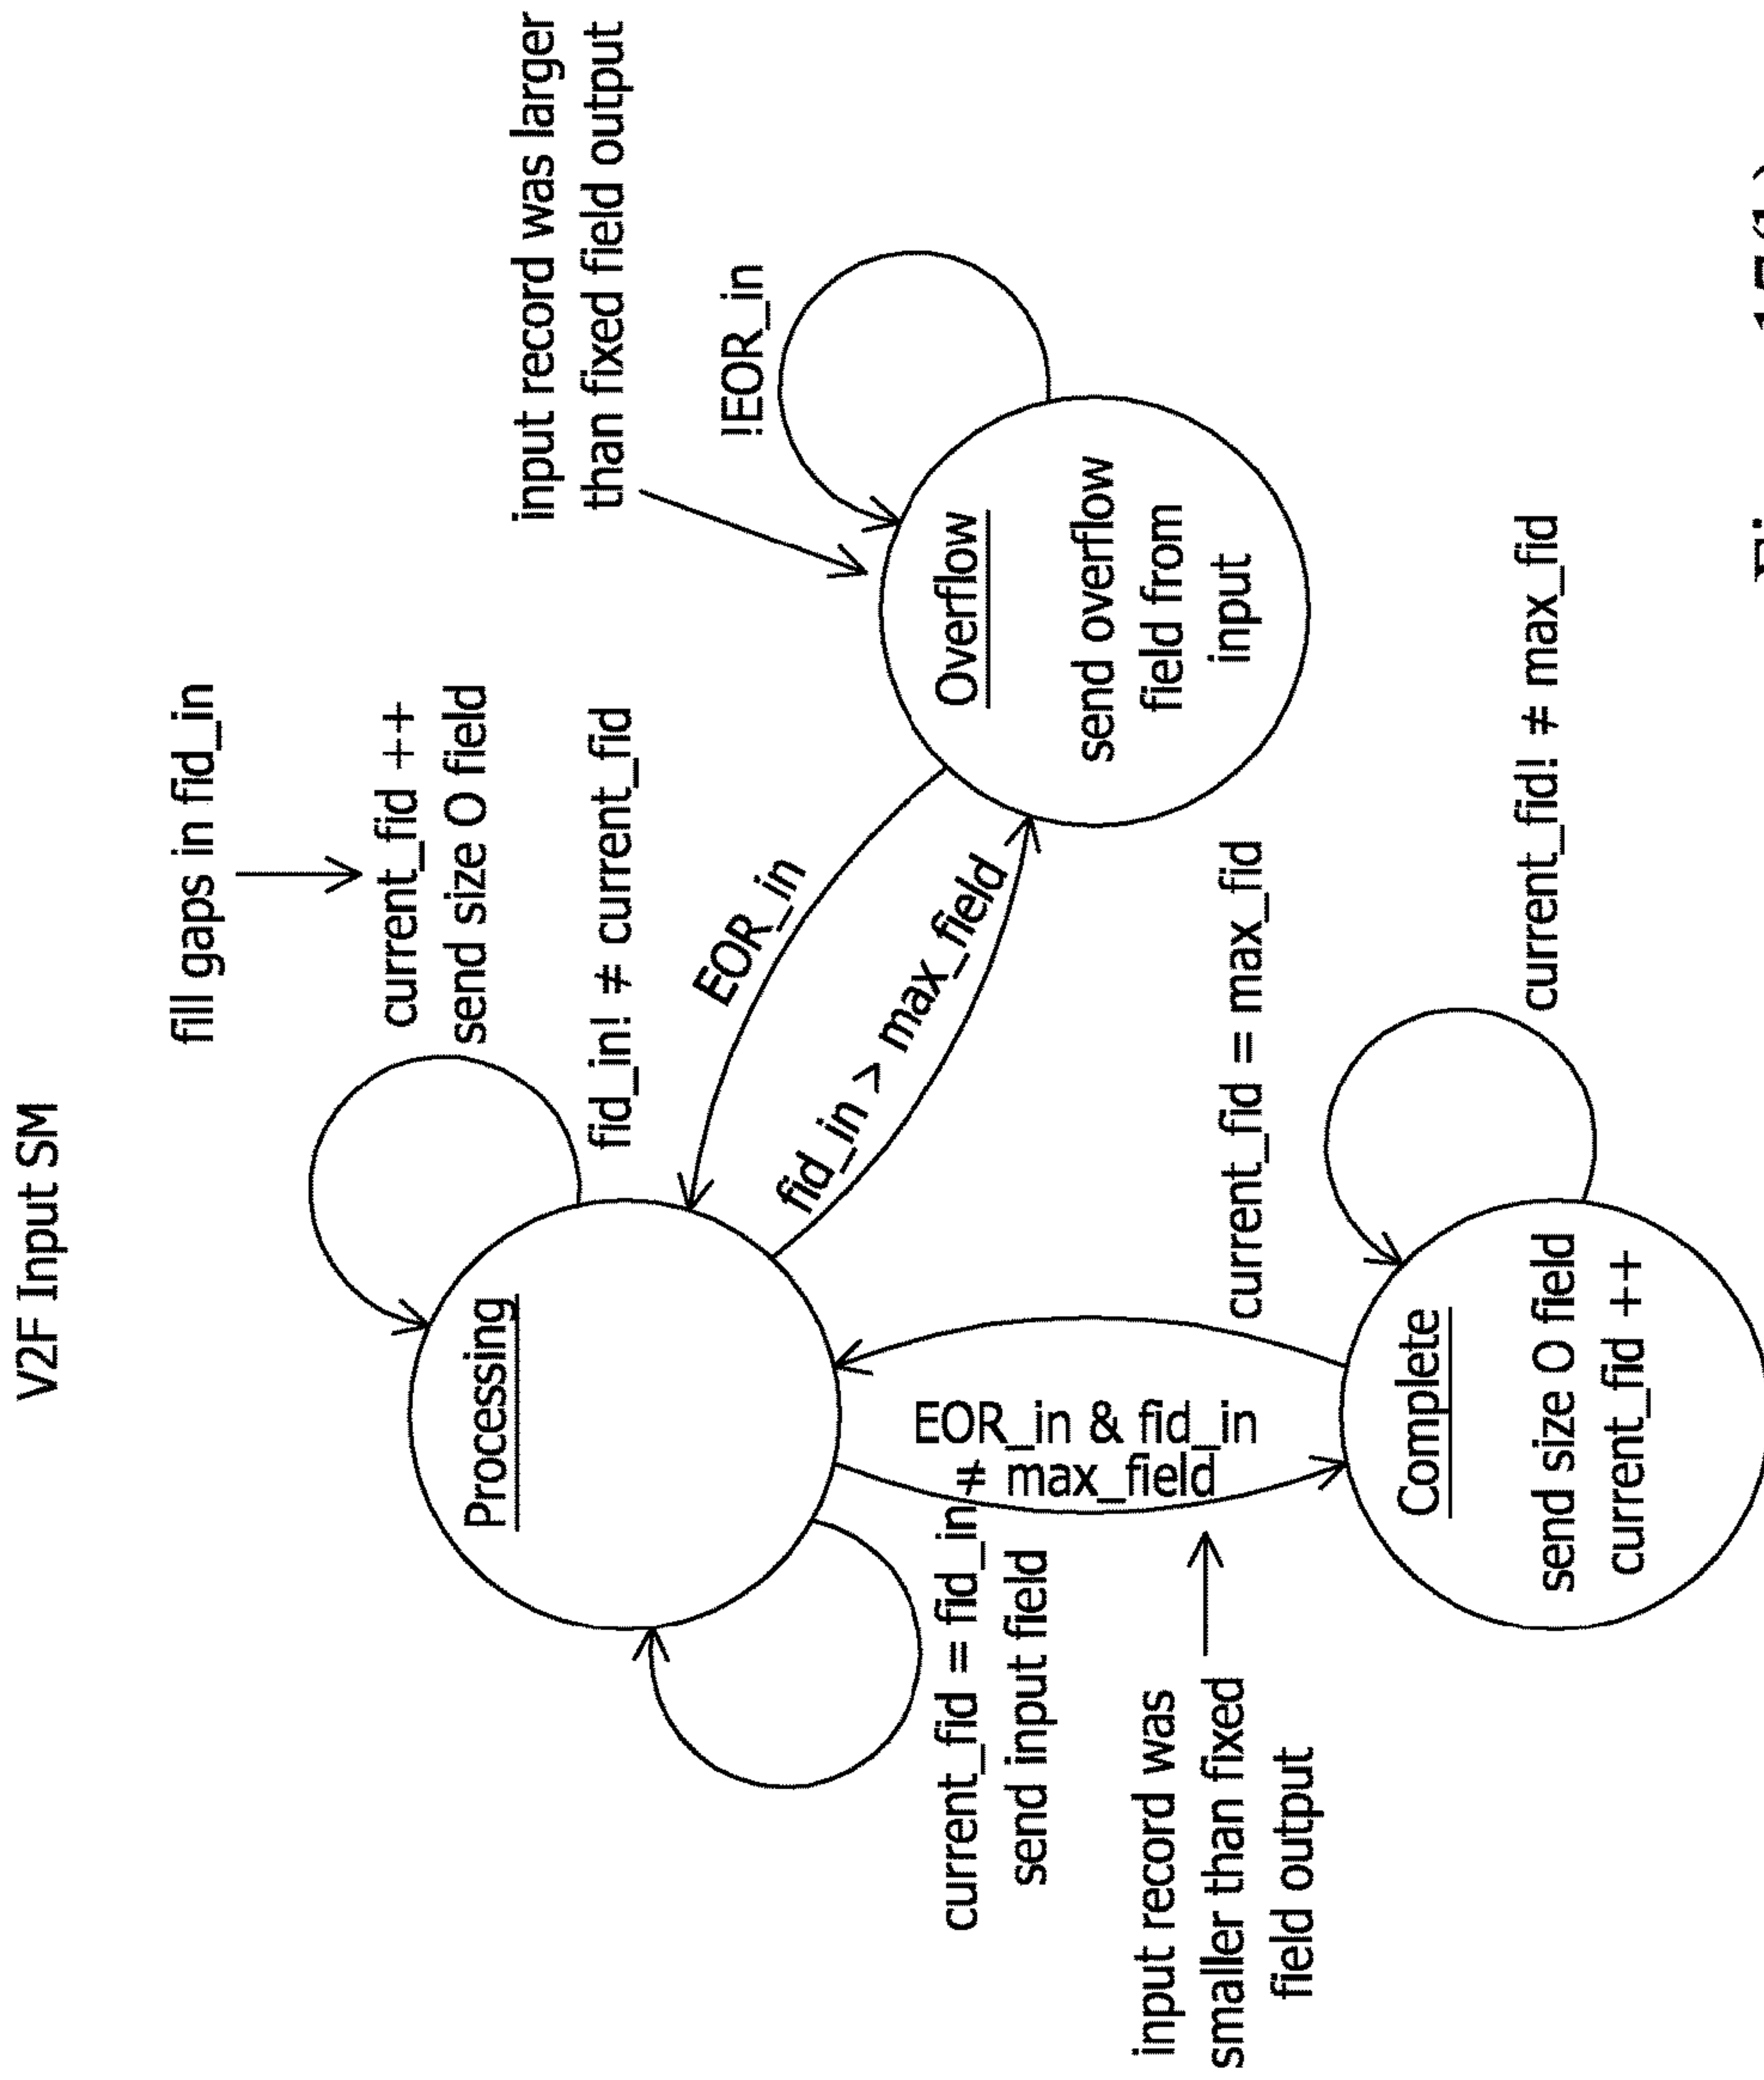 V2F Input SM
fill gaps in fid_in
current_fid ++
send size O field
fid_in! ≠ current_fid
input record was larger
than fixed field output
!EOR_in
Processing
EOR_in
fid_in > max_field
Overflow
send overflow
field from
input
current_fid = fid_in
send input field
EOR_in & fid_in
≠ max_field
current_fid = max_fid
input record was
smaller than fixed
field output
Complete
send size O field
current_fid ++
current_fid! ≠ max_fid